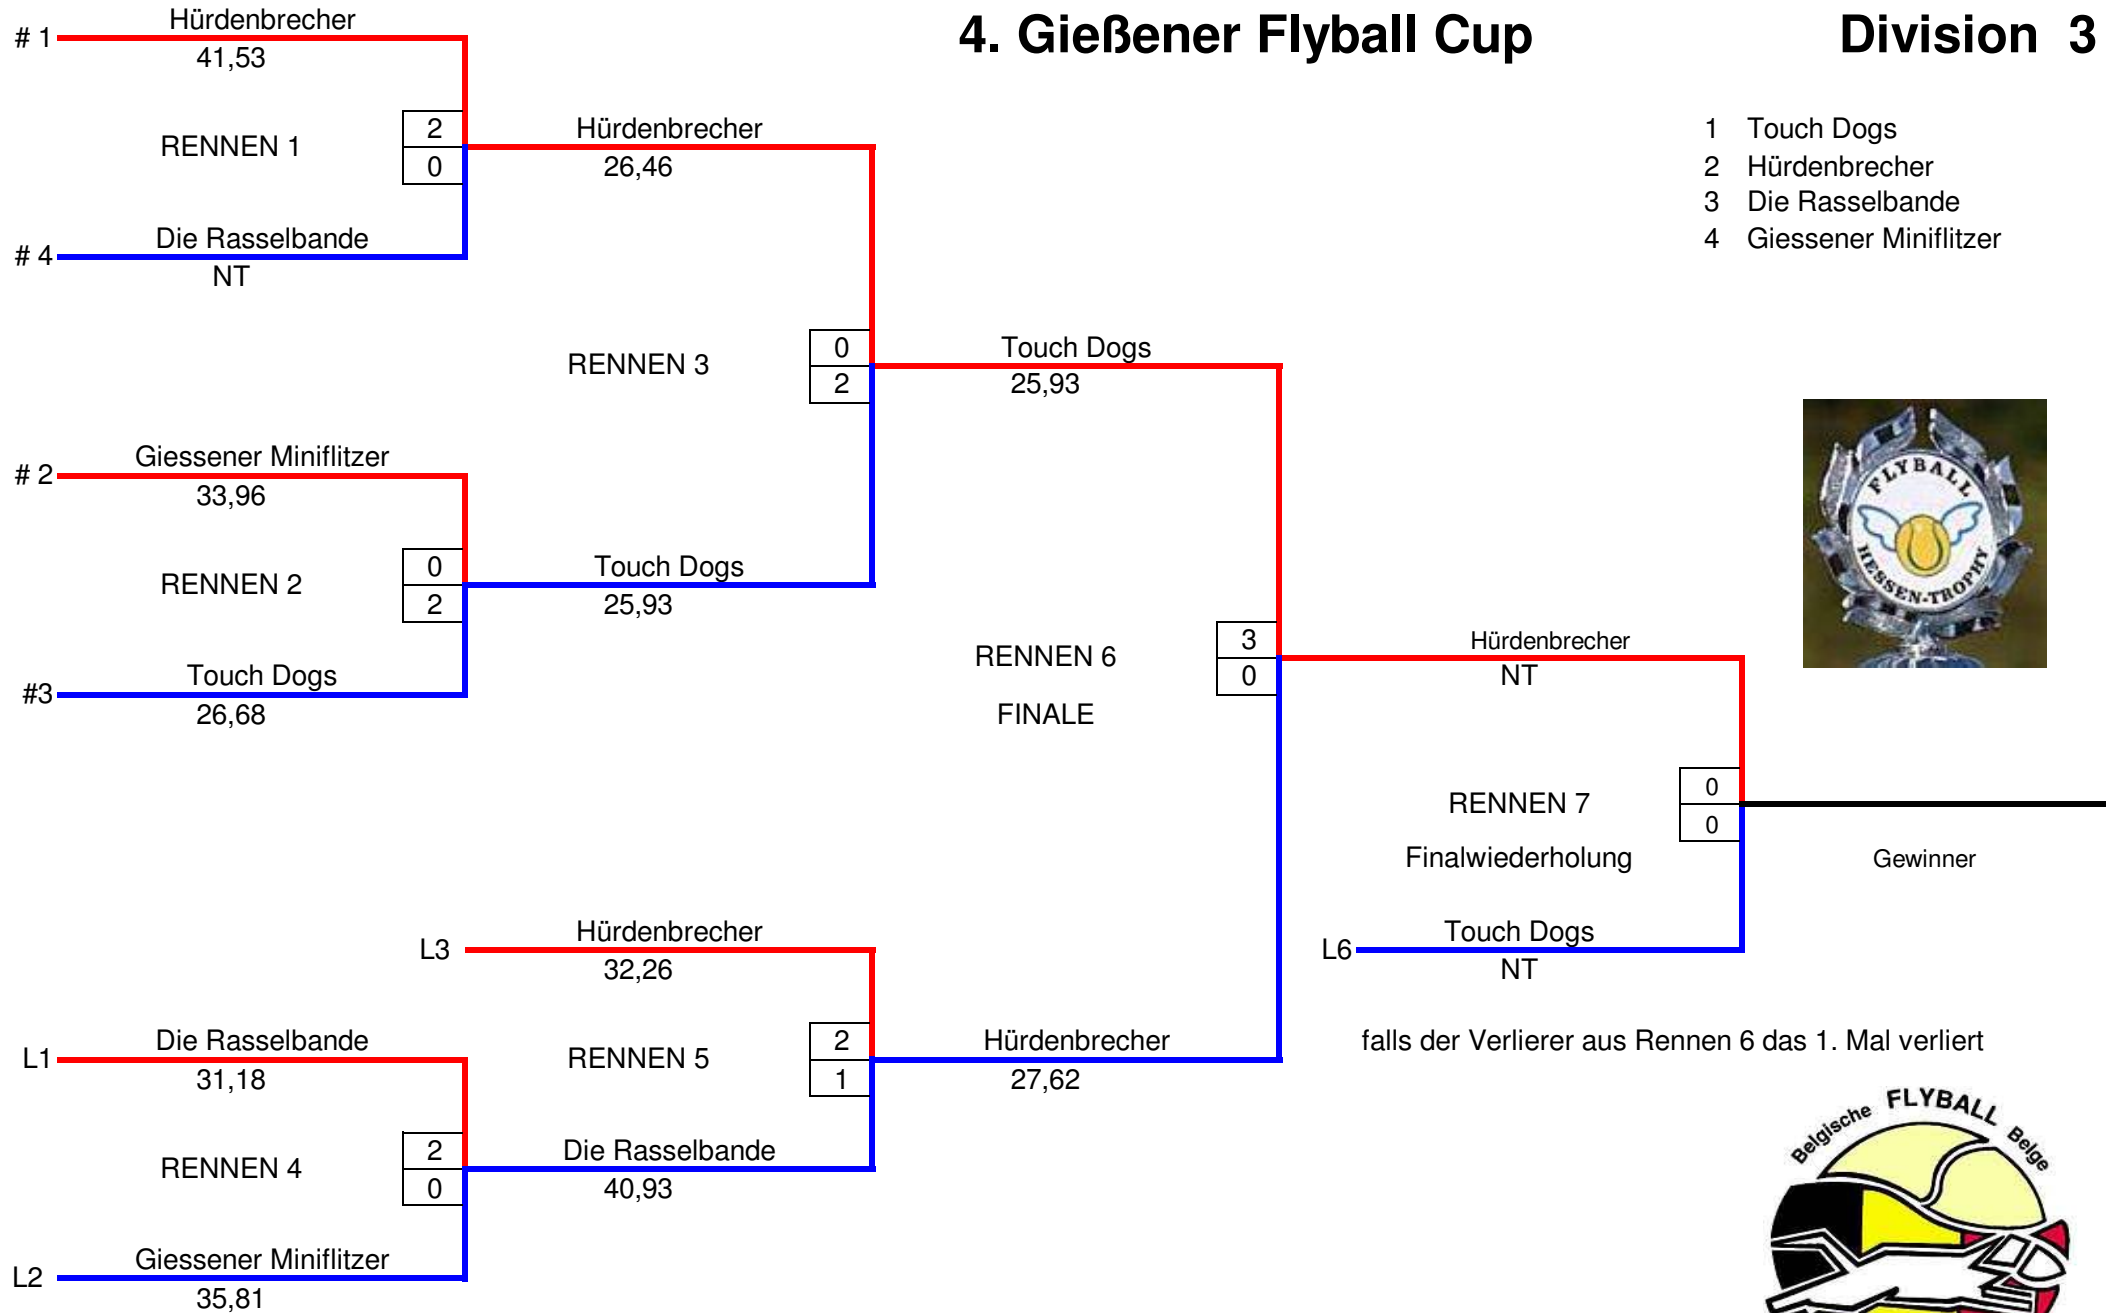 4. Gießener Flyball Cup
Division 3
1 Touch Dogs
2 Hürdenbrecher
3 Die Rasselbande
4 Giessener Miniflitzer
# 1
Hürdenbrecher
41,53
RENNEN 1
2
0
# 4
Die Rasselbande
NT
Hürdenbrecher
26,46
# 2
Giessener Miniflitzer
33,96
RENNEN 2
0
2
#3
Touch Dogs
26,68
Touch Dogs
25,93
RENNEN 3
0
2
Touch Dogs
25,93
L1
Die Rasselbande
31,18
RENNEN 4
2
0
L2
Giessener Miniflitzer
35,81
L3
Hürdenbrecher
32,26
RENNEN 5
2
1
Die Rasselbande
40,93
Hürdenbrecher
27,62
RENNEN 6
FINALE
3
0
Hürdenbrecher
NT
RENNEN 7
Finalwiederholung
0
0
Gewinner
L6
Touch Dogs
NT
falls der Verlierer aus Rennen 6 das 1. Mal verliert
FLYBALL
HESSEN-TROPHY
Belgische FLYBALL Belge